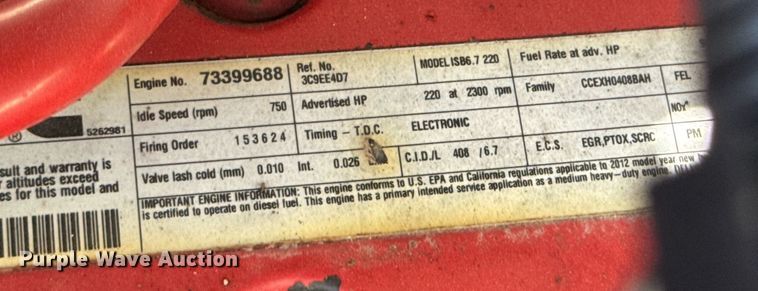 Engine No. 73399688 Ref. No. 3C9EE4D7 MODEL ISB6.7 220 Fuel Rate at adv. HP
Idle Speed (rpm) 750 Advertised HP 220 at 2300 rpm Family CCEXH0408BAH FEL
® 5262981
Firing Order 153624 Timing - T.D.C. ELECTRONIC NOx
Valve lash cold (mm) 0.010 Int. 0.026 C.I.D./L 408 /6.7 E.C.S. EGR,PTOX,SCRC PM
sult and warranty is
altitudes exceed
es for this model and
IMPORTANT ENGINE INFORMATION: This engine conforms to U.S. EPA and California regulations applicable to 2012 model year new
is certified to operate on diesel fuel. This engine has a primary intended service application as a medium heavy-duty engine.
Purple Wave Auction